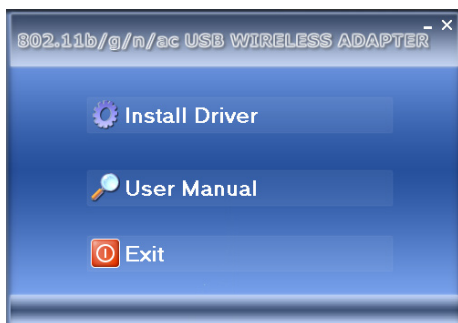 802.11b/g/n/ac USB WIRELESS ADAPTER
Install Driver
User Manual
Exit